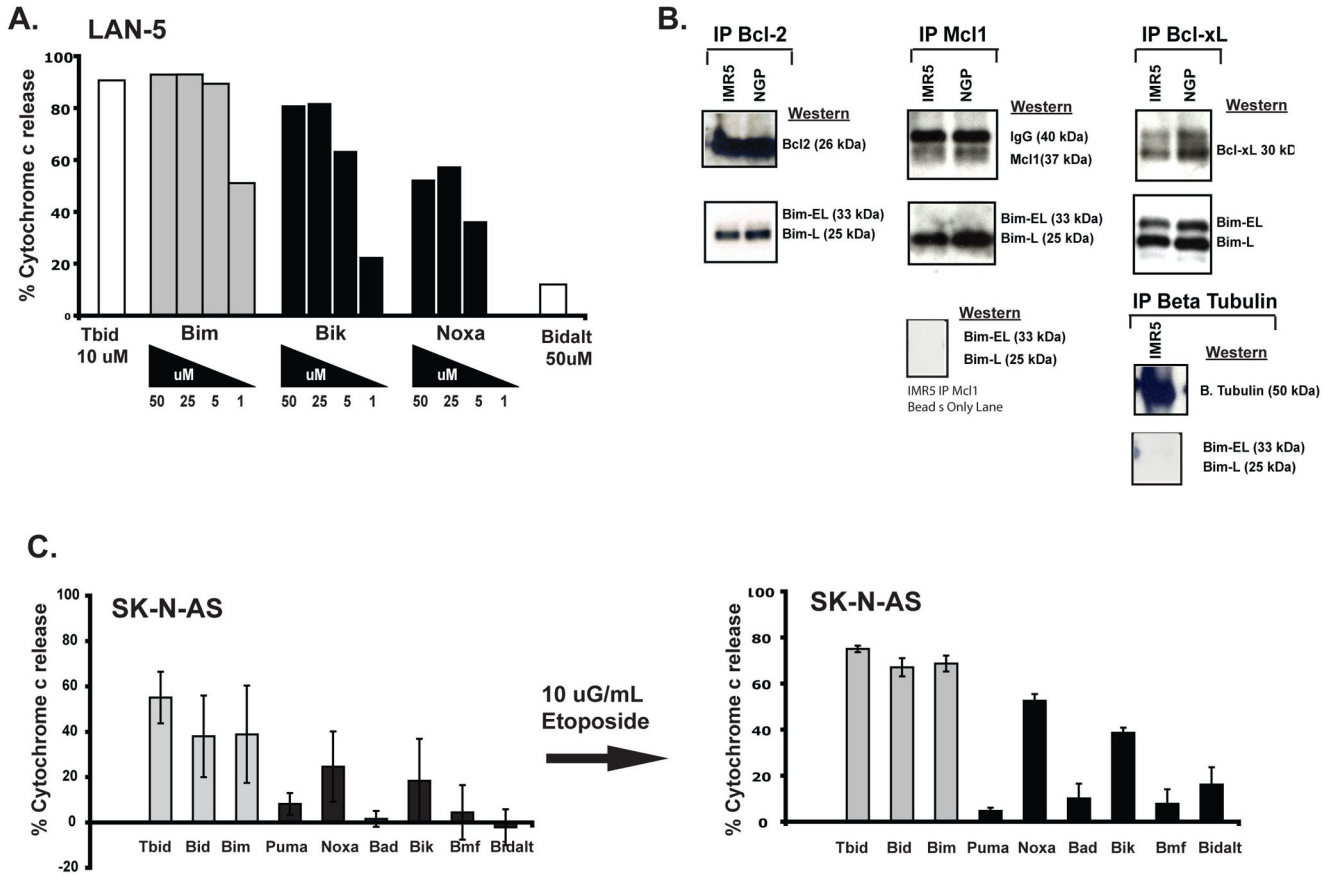 A.
LAN-5
% Cytochrome c release
100
80
60
40
20
0
Tbid
10 uM
Bim
Bik
Noxa
Bidalt
50uM
uM
uM
uM
50 25 5 1
50 25 5 1
50 25 5 1
B.
IP Bcl-2
IMR5
NGP
Western
Bcl2 (26 kDa)
Bim-EL (33 kDa)
Bim-L (25 kDa)
IP Mcl1
IMR5
NGP
Western
IgG (40 kDa)
Mcl1(37 kDa)
Bim-EL (33 kDa)
Bim-L (25 kDa)
Western
Bim-EL (33 kDa)
Bim-L (25 kDa)
IMR5 IP Mcl1
Bead s Only Lane
IP Bcl-xL
IMR5
NGP
Western
Bcl-xL 30 kD
Bim-EL
Bim-L
IP Beta Tubulin
IMR5
Western
B. Tubulin (50 kDa)
Bim-EL (33 kDa)
Bim-L (25 kDa)
C.
SK-N-AS
% Cytochrome c release
100
80
60
40
20
0
-20
Tbid Bid Bim Puma Noxa Bad Bik Bmf Bidalt
10 uG/mL
Etoposide
SK-N-AS
% Cytochrome c release
100
80
60
40
20
0
Tbid Bid Bim Puma Noxa Bad Bik Bmf Bidalt